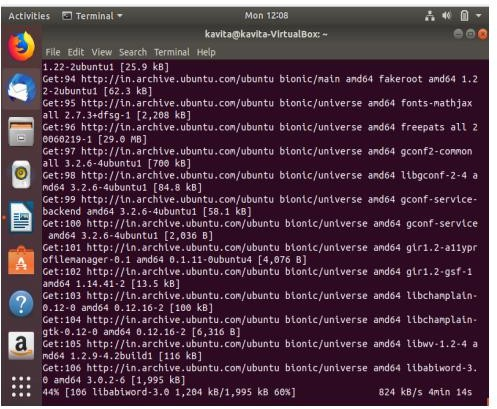 Activities Terminal Mon 12:08
kavita@kavita-VirtualBox: ~
File Edit View Search Terminal Help
1.22-2ubuntu1 [25.9 kB]
Get:94 http://in.archive.ubuntu.com/ubuntu bionic/main amd64 fakeroot amd64 1.2
2-2ubuntu1 [62.3 kB]
Get:95 http://in.archive.ubuntu.com/ubuntu bionic/universe amd64 fonts-mathjax
all 2.7.3+dfsg-1 [2,208 kB]
Get:96 http://in.archive.ubuntu.com/ubuntu bionic/universe amd64 freepats all 2
0060219-1 [29.0 MB]
Get:97 http://in.archive.ubuntu.com/ubuntu bionic/universe amd64 gconf2-common
all 3.2.6-4ubuntu1 [700 kB]
Get:98 http://in.archive.ubuntu.com/ubuntu bionic/universe amd64 libgconf-2-4 a
md64 3.2.6-4ubuntu1 [84.8 kB]
Get:99 http://in.archive.ubuntu.com/ubuntu bionic/universe amd64 gconf-service-
backend amd64 3.2.6-4ubuntu1 [58.1 kB]
Get:100 http://in.archive.ubuntu.com/ubuntu bionic/universe amd64 gconf-service
amd64 3.2.6-4ubuntu1 [2,036 B]
Get:101 http://in.archive.ubuntu.com/ubuntu bionic/universe amd64 gir1.2-a11ypr
ofilemanager-0.1 amd64 0.1.11-0ubuntu4 [4,076 B]
Get:102 http://in.archive.ubuntu.com/ubuntu bionic/universe amd64 gir1.2-gsf-1
amd64 1.14.41-2 [13.5 kB]
Get:103 http://in.archive.ubuntu.com/ubuntu bionic/universe amd64 libchamplain-
0.12-0 amd64 0.12.16-2 [100 kB]
Get:104 http://in.archive.ubuntu.com/ubuntu bionic/universe amd64 libchamplain-
gtk-0.12-0 amd64 0.12.16-2 [6,316 B]
Get:105 http://in.archive.ubuntu.com/ubuntu bionic/universe amd64 libwv-1.2-4 a
md64 1.2.9-4.2build1 [116 kB]
Get:106 http://in.archive.ubuntu.com/ubuntu bionic/universe amd64 libabiword-3.
0 amd64 3.0.2-6 [1,995 kB]
44% [106 libabiword-3.0 1,204 kB/1,995 kB 60%] 824 kB/s 4min 14s